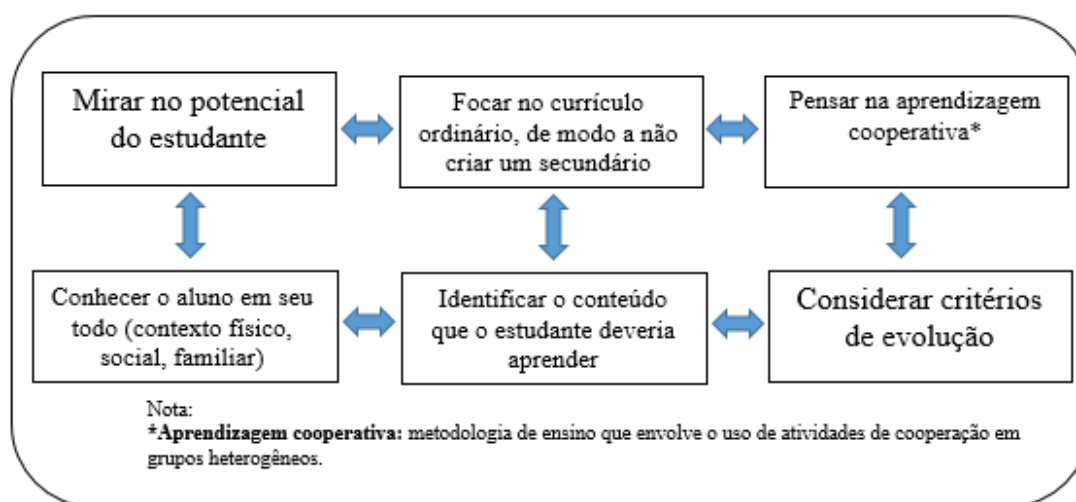 Mirar no potencial
do estudante
Focar no currículo
ordinário, de modo a não
criar um secundário
Pensar na aprendizagem
cooperativa*
Conhecer o aluno em seu
todo (contexto físico,
social, familiar)
Identificar o conteúdo
que o estudante deveria
aprender
Considerar critérios
de evolução
Nota:
*Aprendizagem cooperativa: metodologia de ensino que envolve o uso de atividades de cooperação em
grupos heterogêneos.